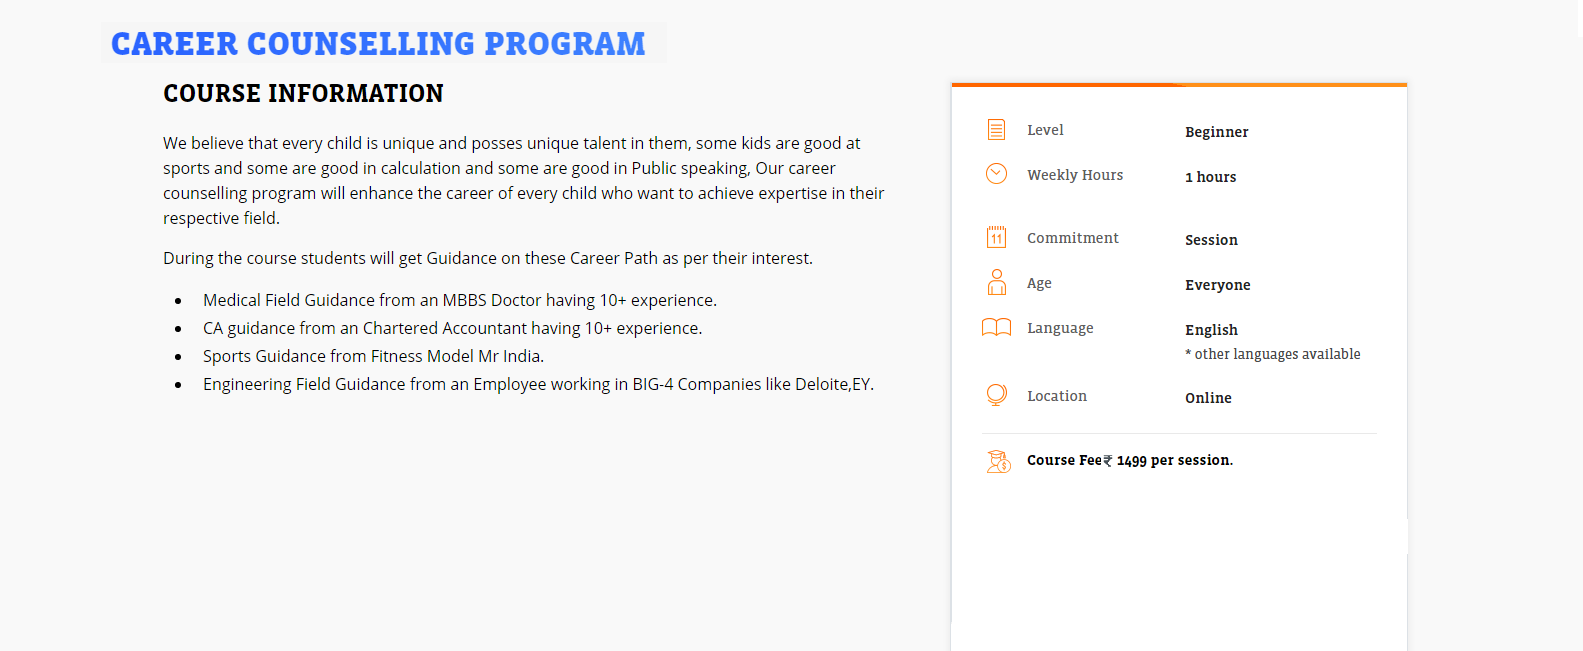 CAREER COUNSELLING PROGRAM
COURSE INFORMATION
We believe that every child is unique and posses unique talent in them, some kids are good at
sports and some are good in calculation and some are good in Public speaking, Our career
counselling program will enhance the career of every child who want to achieve expertise in their
respective field.
During the course students will get Guidance on these Career Path as per their interest.
• Medical Field Guidance from an MBBS Doctor having 10+ experience.
• CA guidance from an Chartered Accountant having 10+ experience.
• Sports Guidance from Fitness Model Mr India.
• Engineering Field Guidance from an Employee working in BIG-4 Companies like Deloite,EY.
Level Beginner
Weekly Hours 1 hours
11 Commitment Session
Age Everyone
Language English
* other languages available
Location Online
$ Course Fee₹ 1499 per session.